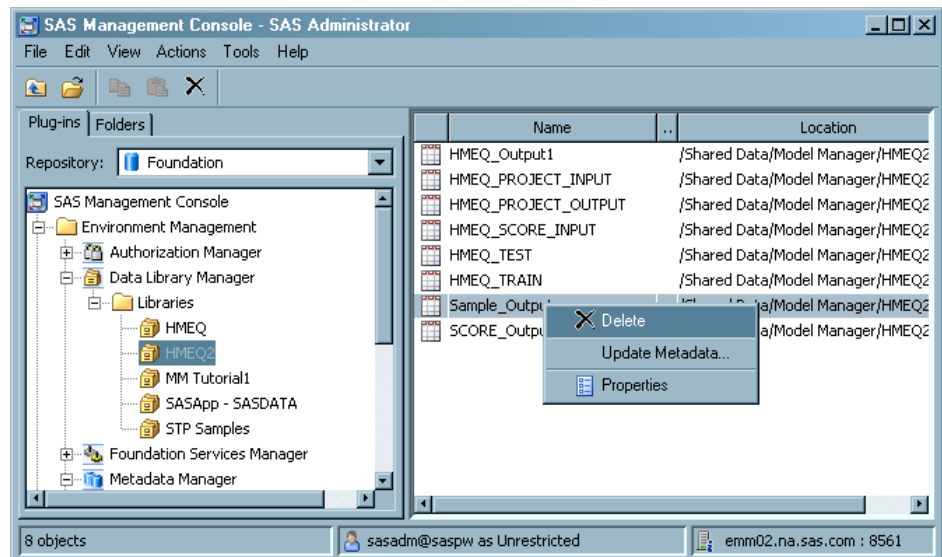 SAS Management Console - SAS Administrator
File Edit View Actions Tools Help
Plug-ins Folders
Repository: Foundation
SAS Management Console
Environment Management
Authorization Manager
Data Library Manager
Libraries
HMEQ
HMEQ2
MM Tutorial1
SASApp - SASDATA
STP Samples
Foundation Services Manager
Metadata Manager
Name .. Location
HMEQ_Output1 /Shared Data/Model Manager/HMEQ2
HMEQ_PROJECT_INPUT /Shared Data/Model Manager/HMEQ2
HMEQ_PROJECT_OUTPUT /Shared Data/Model Manager/HMEQ2
HMEQ_SCORE_INPUT /Shared Data/Model Manager/HMEQ2
HMEQ_TEST /Shared Data/Model Manager/HMEQ2
HMEQ_TRAIN /Shared Data/Model Manager/HMEQ2
Sample_Outpu a/Model Manager/HMEQ2
SCORE_Outpu a/Model Manager/HMEQ2
Delete
Update Metadata...
Properties
8 objects
sasadm@saspw as Unrestricted
emm02.na.sas.com : 8561